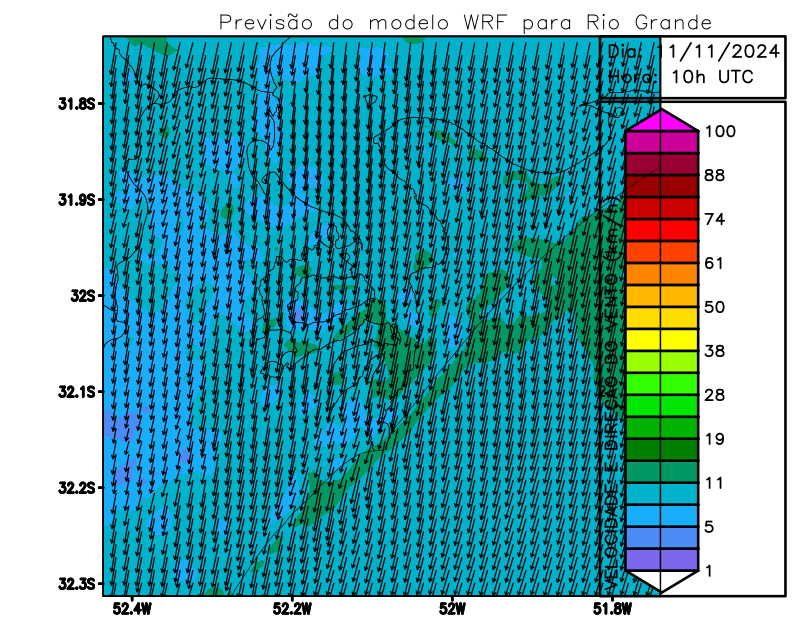 Previsão do modelo WRF para Rio Grande
Dia: 11/11/2024
Hora: 10h UTC
31.8S
31.9S
32S
32.1S
32.2S
32.3S
52.4W
52.2W
52W
51.8W
VELOCIDADE E DIREÇÃO DO VENTO (km/h)
100
88
74
61
50
38
28
19
11
5
1